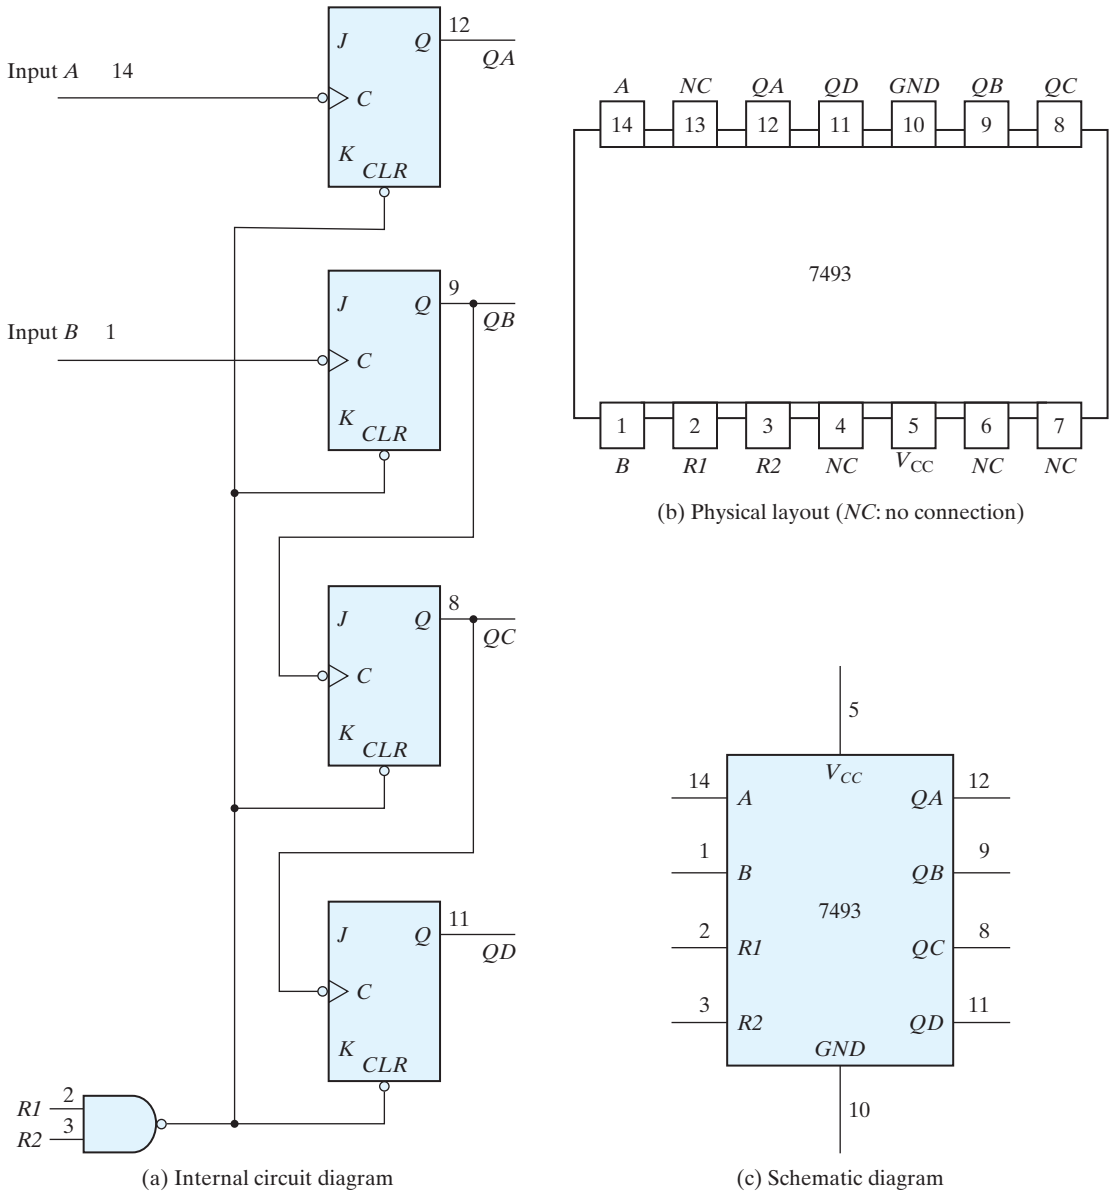 J Q 12
QA
Input A 14
C
K
CLR
J Q 9
QB
Input B 1
C
K
CLR
J Q 8
QC
C
K
CLR
J Q 11
QD
C
K
CLR
R1 2
R2 3
(a) Internal circuit diagram
A NC QA QD GND QB QC
14 13 12 11 10 9 8
7493
1 2 3 4 5 6 7
B R1 R2 NC VCC NC NC
(b) Physical layout (NC: no connection)
5
VCC
14 A QA 12
1 B QB 9
7493
2 R1 QC 8
3 R2 QD 11
GND
10
(c) Schematic diagram